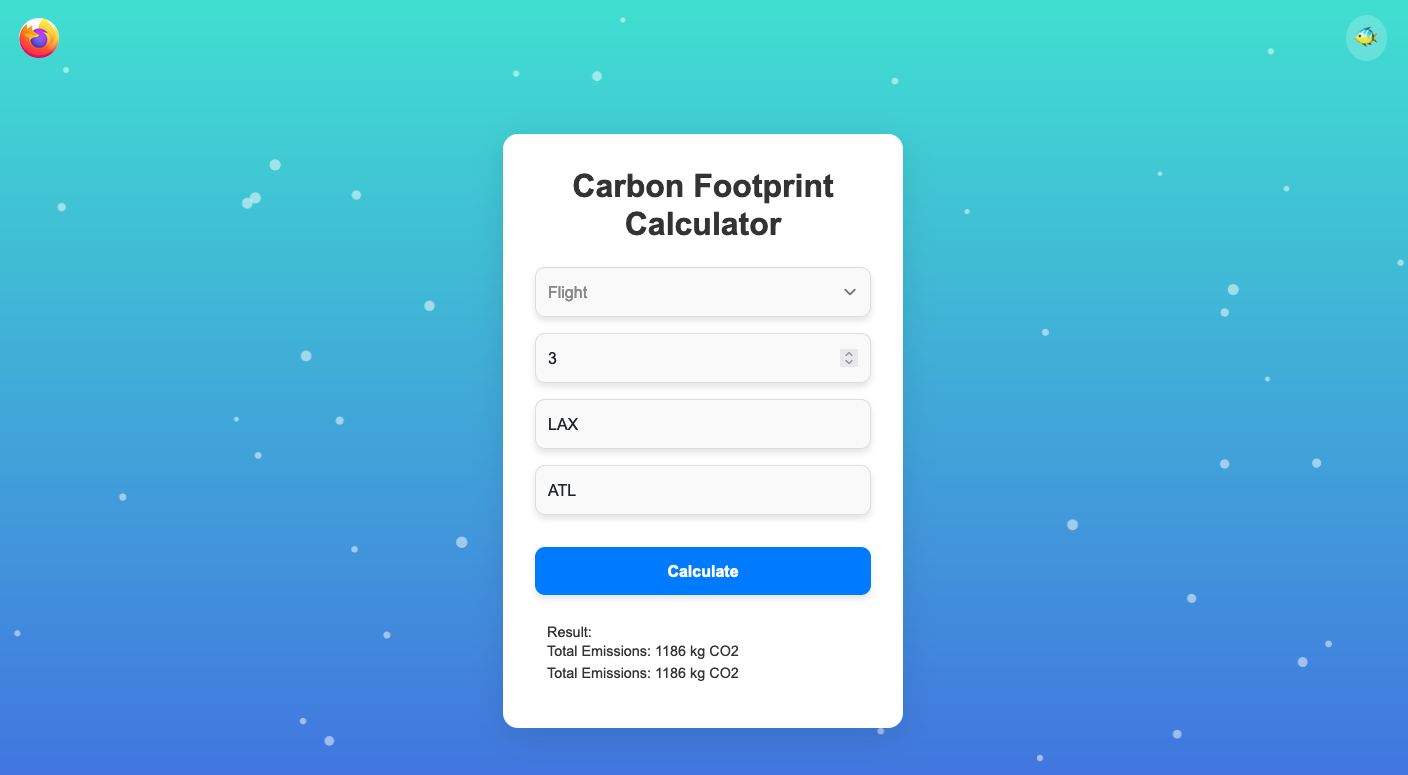 Carbon Footprint
Calculator
Flight
3
LAX
ATL
Calculate
Result:
Total Emissions: 1186 kg CO2
Total Emissions: 1186 kg CO2